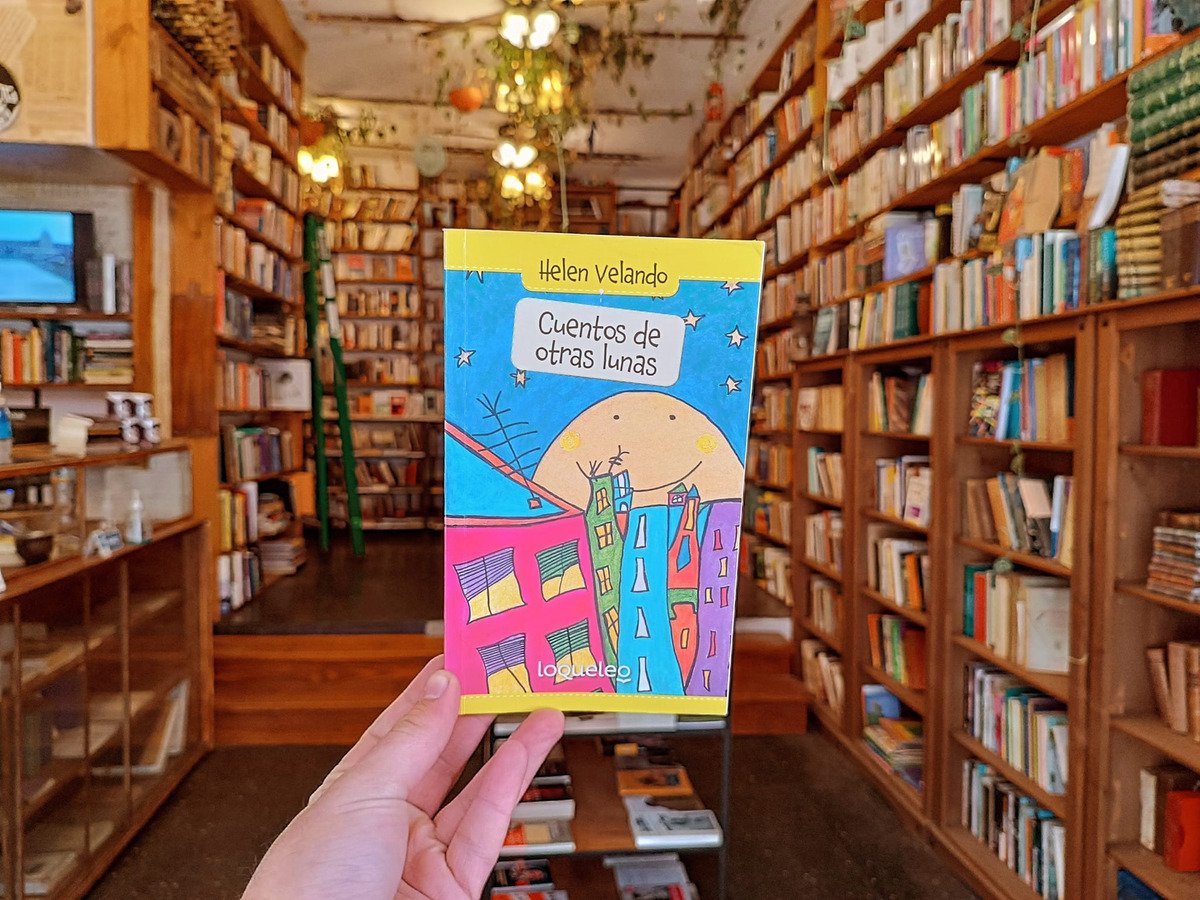 Helen Velando
Cuentos de
otras lunas
loqueleo